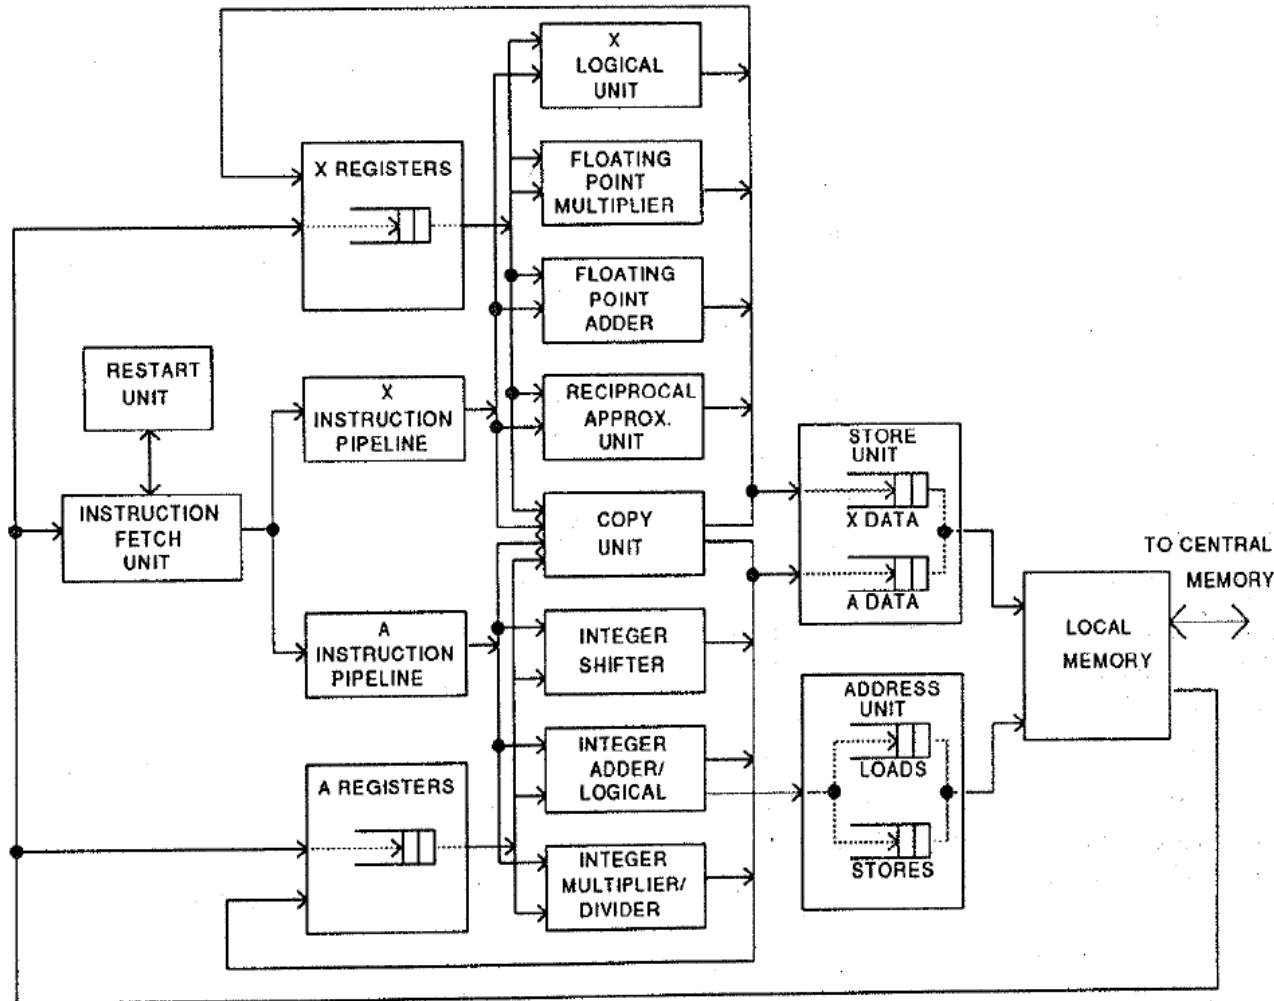 X
LOGICAL
UNIT
X REGISTERS
FLOATING
POINT
MULTIPLIER
FLOATING
POINT
ADDER
RESTART
UNIT
X
INSTRUCTION
PIPELINE
RECIPROCAL
APPROX.
UNIT
INSTRUCTION
FETCH
UNIT
COPY
UNIT
STORE
UNIT
X DATA
A DATA
TO CENTRAL
MEMORY
LOCAL
MEMORY
A
INSTRUCTION
PIPELINE
INTEGER
SHIFTER
ADDRESS
UNIT
LOADS
STORES
A REGISTERS
INTEGER
ADDER/
LOGICAL
INTEGER
MULTIPLIER/
DIVIDER